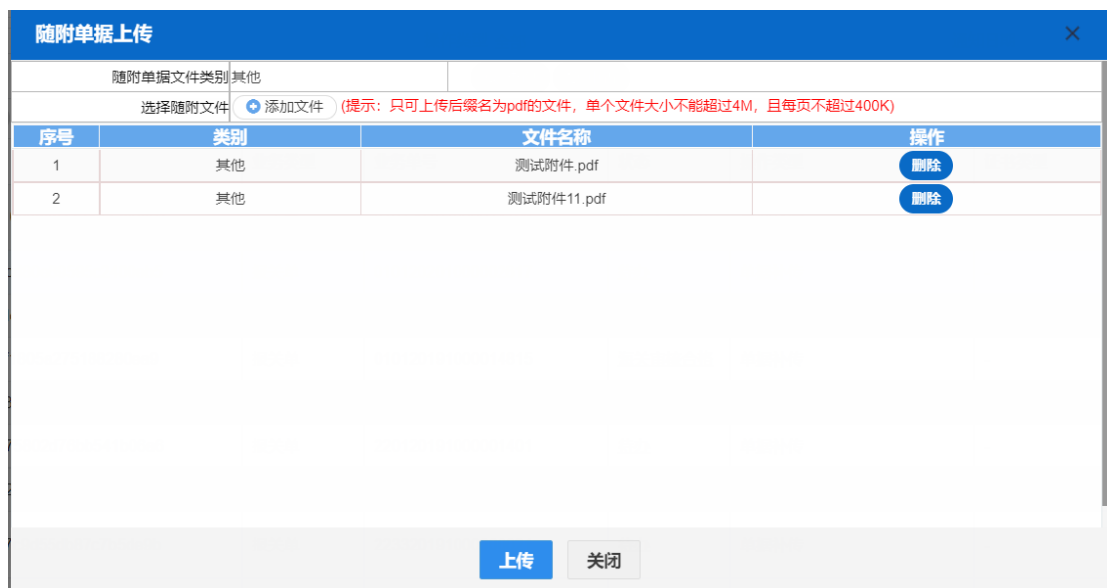 随附单据上传
随附单据文件类别 其他
选择随附文件 添加文件 (提示：只可上传后缀名为pdf的文件，单个文件大小不能超过4M，且每页不超过400K)
序号 类别 文件名称 操作
1 其他 测试附件.pdf 删除
2 其他 测试附件11.pdf 删除
上传 关闭